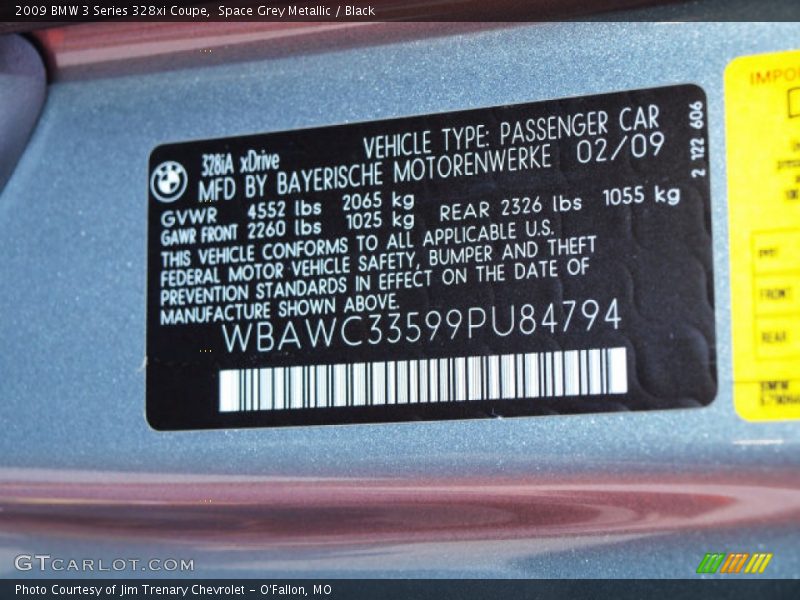 2009 BMW 3 Series 328xi Coupe, Space Grey Metallic / Black
328iA xDrive
VEHICLE TYPE: PASSENGER CAR
MFD BY BAYERISCHE MOTORENWERKE 02/09
GVWR 4552 lbs 2065 kg
GAWR FRONT 2260 lbs 1025 kg REAR 2326 lbs 1055 kg
THIS VEHICLE CONFORMS TO ALL APPLICABLE U.S.
FEDERAL MOTOR VEHICLE SAFETY, BUMPER AND THEFT
PREVENTION STANDARDS IN EFFECT ON THE DATE OF
MANUFACTURE SHOWN ABOVE.
WBAWC33599PU84794
2 122 606
IMPO
FRONT
REAR
BMW
GTCARLOT.COM
Photo Courtesy of Jim Trenary Chevrolet - O'Fallon, MO